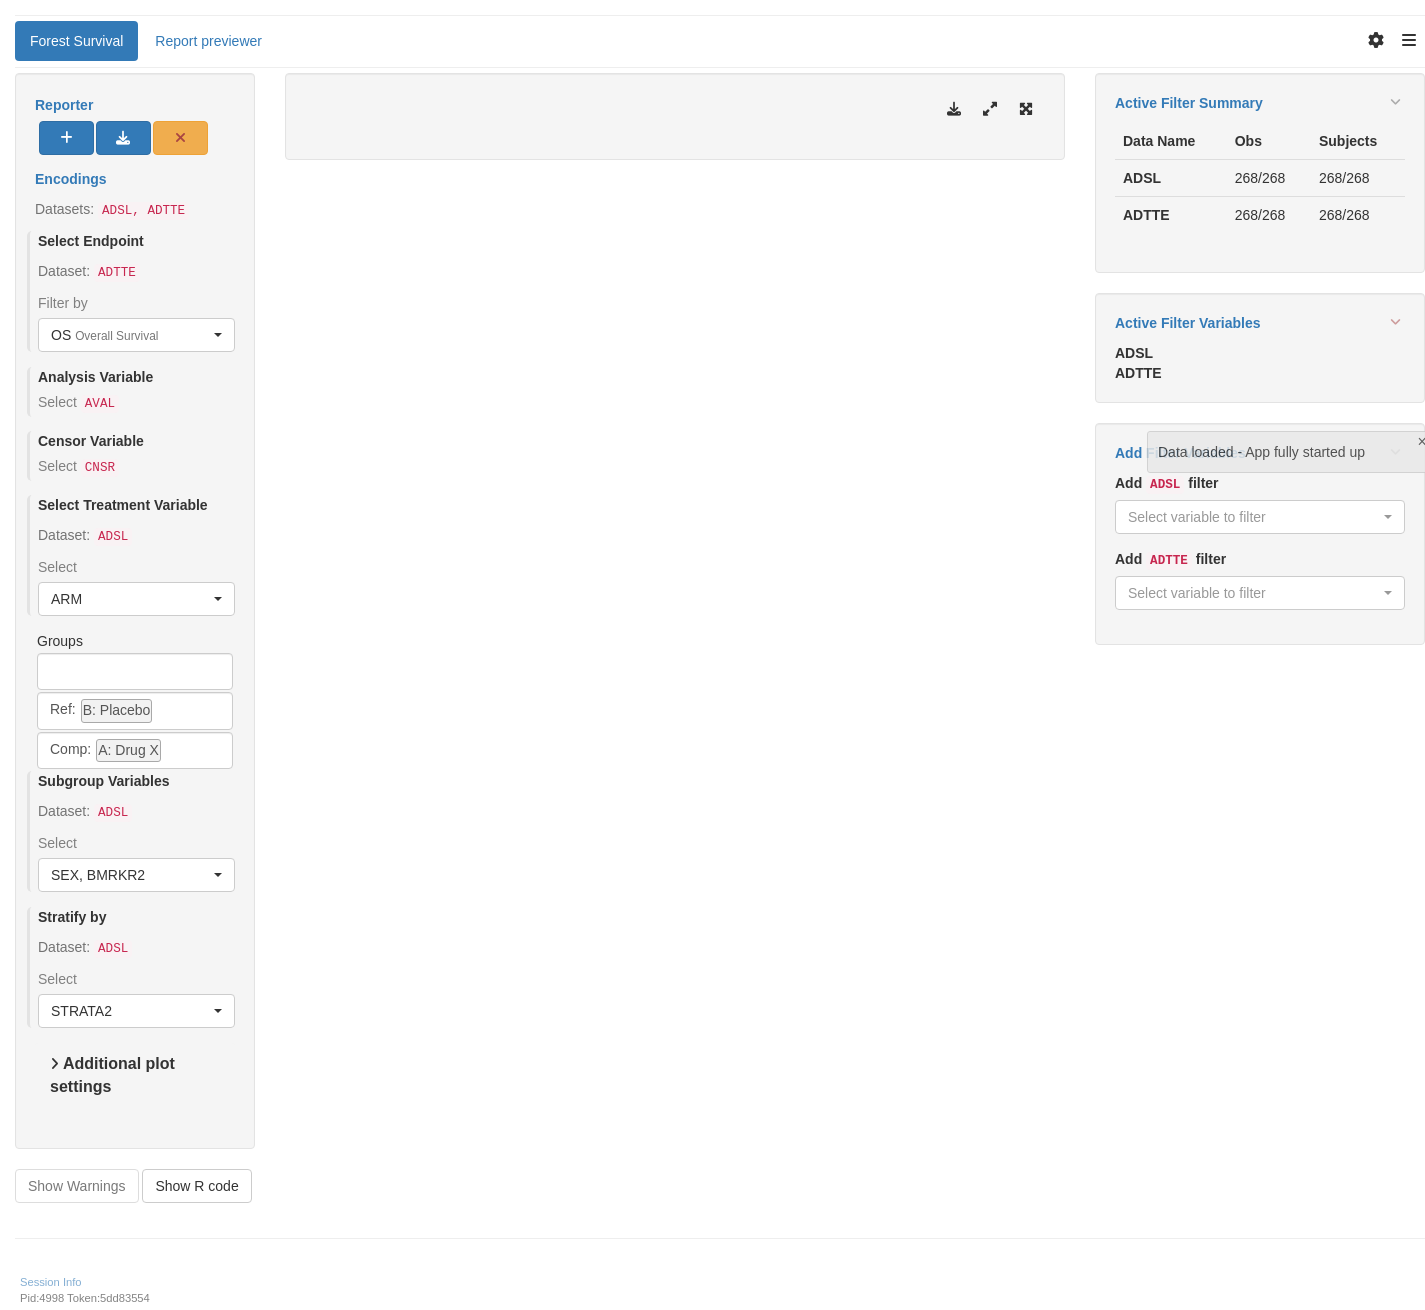 Forest Survival
Report previewer
Reporter
Encodings
Datasets: ADSL, ADTTE
Select Endpoint
Dataset: ADTTE
Filter by
OS Overall Survival
Analysis Variable
Select AVAL
Censor Variable
Select CNSR
Select Treatment Variable
Dataset: ADSL
Select
ARM
Groups
Ref: B: Placebo
Comp: A: Drug X
Subgroup Variables
Dataset: ADSL
Select
SEX, BMRKR2
Stratify by
Dataset: ADSL
Select
STRATA2
Additional plot
settings
Show Warnings
Show R code
Active Filter Summary
Data Name Obs Subjects
ADSL 268/268 268/268
ADTTE 268/268 268/268
Active Filter Variables
ADSL
ADTTE
Add
Data loaded - App fully started up
×
Add ADSL filter
Select variable to filter
Add ADTTE filter
Select variable to filter
Session Info
Pid:4998 Token:5dd83554